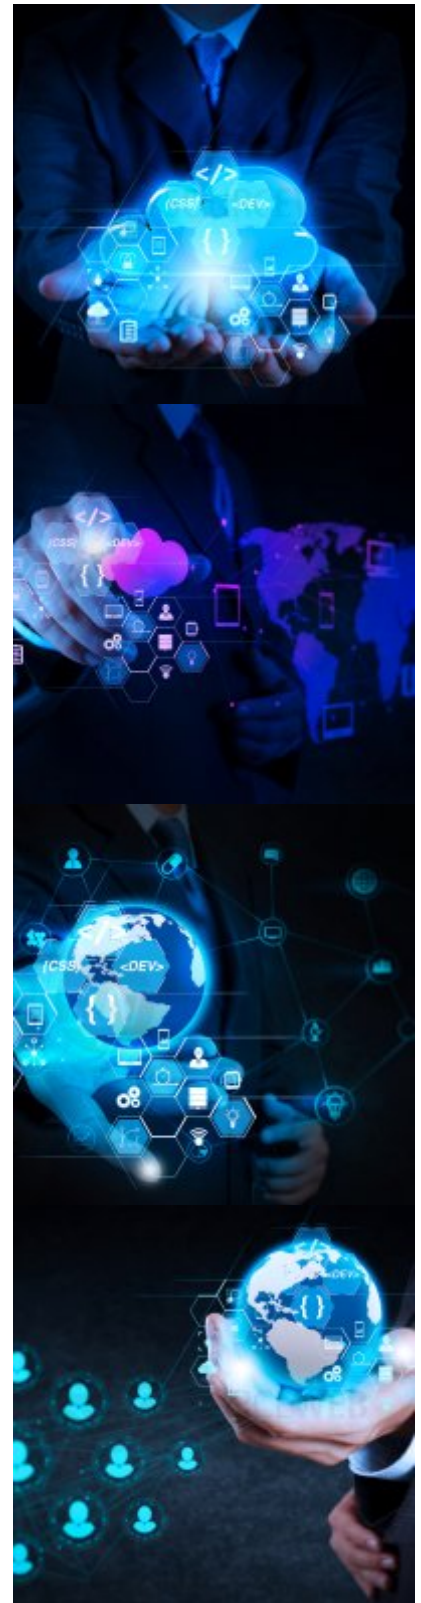 </>
{CSS} <DEV>
{ }
</>
{CSS} <DEV>
{ }
</>
{CSS} <DEV>
{ }
</>
<DEV>
{ }